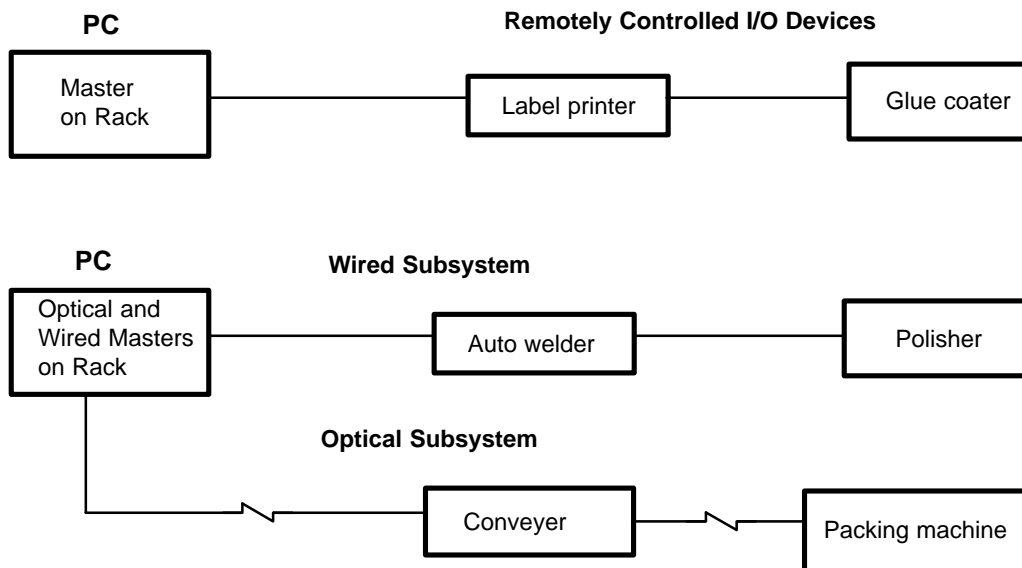 PC
Remotely Controlled I/O Devices
Master
on Rack
Label printer
Glue coater
PC
Wired Subsystem
Optical and
Wired Masters
on Rack
Auto welder
Polisher
Optical Subsystem
Conveyer
Packing machine